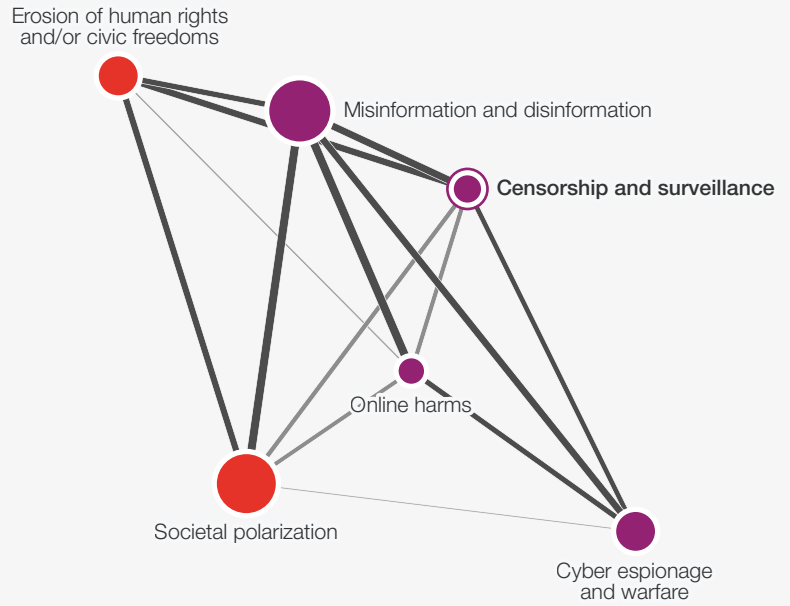 Erosion of human rights
and/or civic freedoms
Misinformation and disinformation
Censorship and surveillance
Online harms
Societal polarization
Cyber espionage
and warfare